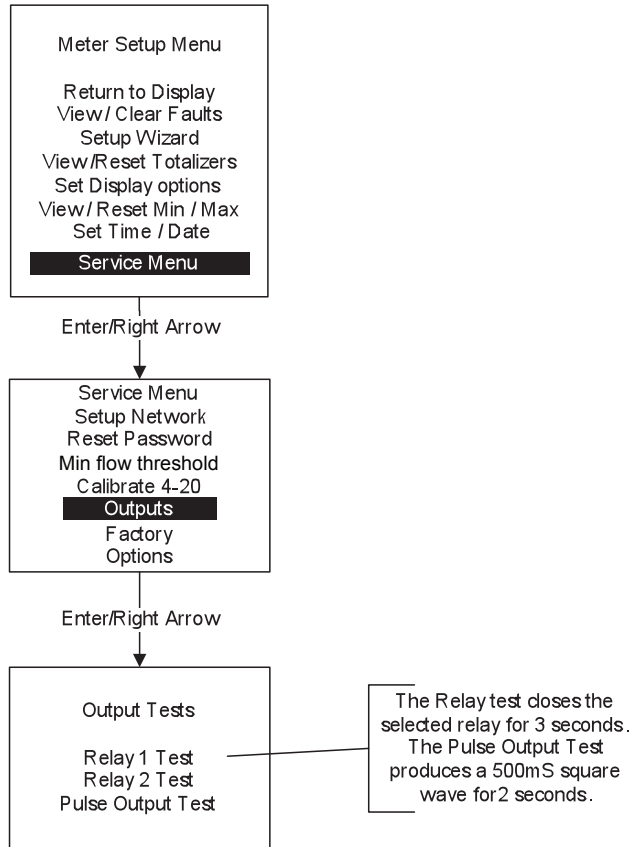 Meter Setup Menu
Return to Display
View / Clear Faults
Setup Wizard
View/Reset Totalizers
Set Display options
View / Reset Min / Max
Set Time / Date
Service Menu
Enter/Right Arrow
Service Menu
Setup Network
Reset Password
Min flow threshold
Calibrate 4-20
Outputs
Factory
Options
Enter/Right Arrow
Output Tests
Relay 1 Test
Relay 2 Test
Pulse Output Test
The Relay test closes the
selected relay for 3 seconds.
The Pulse Output Test
produces a 500mS square
wave for2 seconds.